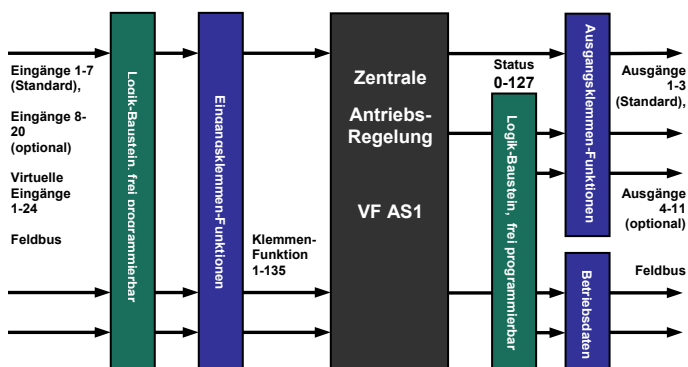 Eingänge 1-7
(Standard),
Eingänge 8-
20
(optional)
Virtuelle
Eingänge
1-24
Feldbus
Logik-Baustein, frei programmierbar
Eingangsklemmen-Funktionen
Klemmen-
Funktion
1-135
Zentrale
Antriebs-
Regelung
VF AS1
Status
0-127
Logik-Baustein, frei programmierbar
Ausgangsklemmen-Funktionen
Betriebsdaten
Ausgänge
1-3
(Standard),
Ausgänge
4-11
(optional)
Feldbus